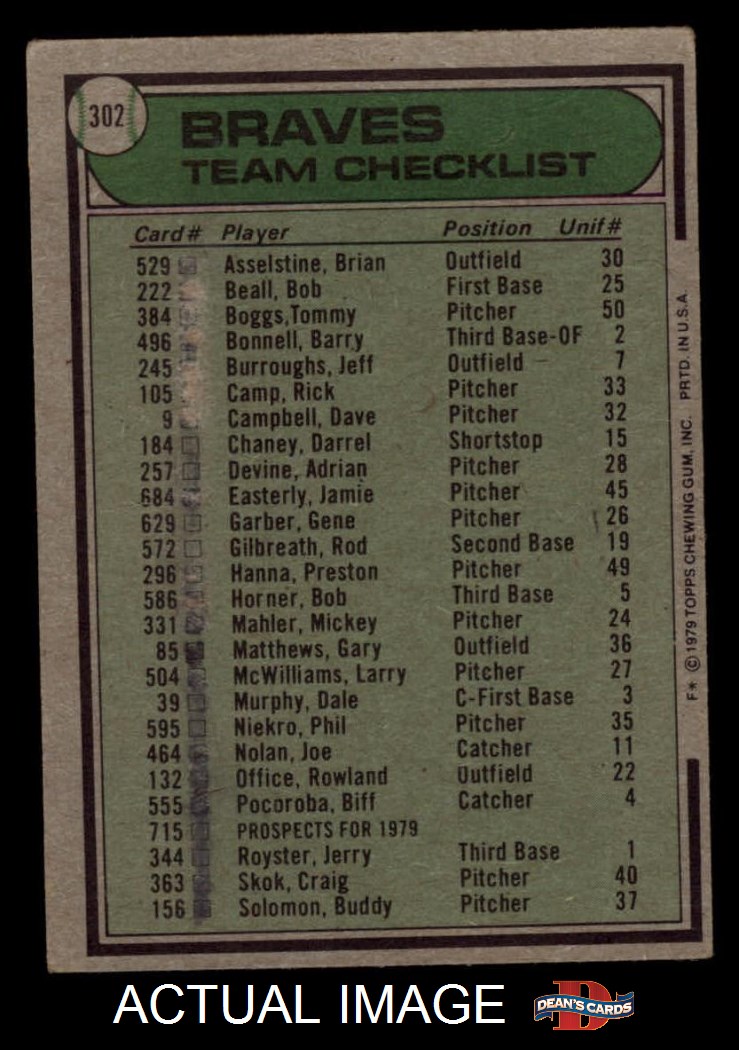 302
BRAVES
TEAM CHECKLIST
Card # Player Position Unif #
529 Asselstine, Brian Outfield 30
222 Beall, Bob First Base 25
384 Boggs,Tommy Pitcher 50
496 Bonnell, Barry Third Base-OF 2
245 Burroughs, Jeff Outfield 7
105 Camp, Rick Pitcher 33
9 Campbell, Dave Pitcher 32
184 Chaney, Darrel Shortstop 15
257 Devine, Adrian Pitcher 28
684 Easterly, Jamie Pitcher 45
629 Garber, Gene Pitcher 26
572 Gilbreath, Rod Second Base 19
296 Hanna, Preston Pitcher 49
586 Horner, Bob Third Base 5
331 Mahler, Mickey Pitcher 24
85 Matthews, Gary Outfield 36
504 McWilliams, Larry Pitcher 27
39 Murphy, Dale C-First Base 3
595 Niekro, Phil Pitcher 35
464 Nolan, Joe Catcher 11
132 Office, Rowland Outfield 22
555 Pocoroba, Biff Catcher 4
715 PROSPECTS FOR 1979
344 Royster, Jerry Third Base 1
363 Skok, Craig Pitcher 40
156 Solomon, Buddy Pitcher 37
F* © 1979 TOPPS CHEWING GUM, INC. PRTD. IN U.S.A.
ACTUAL IMAGE
DEAN'S CARDS